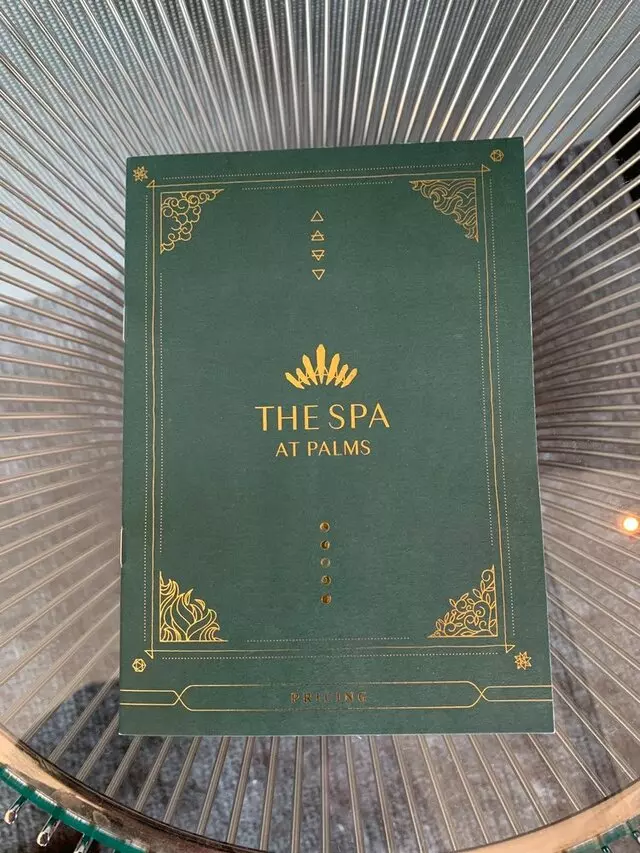 THE SPA
AT PALMS
PRICING